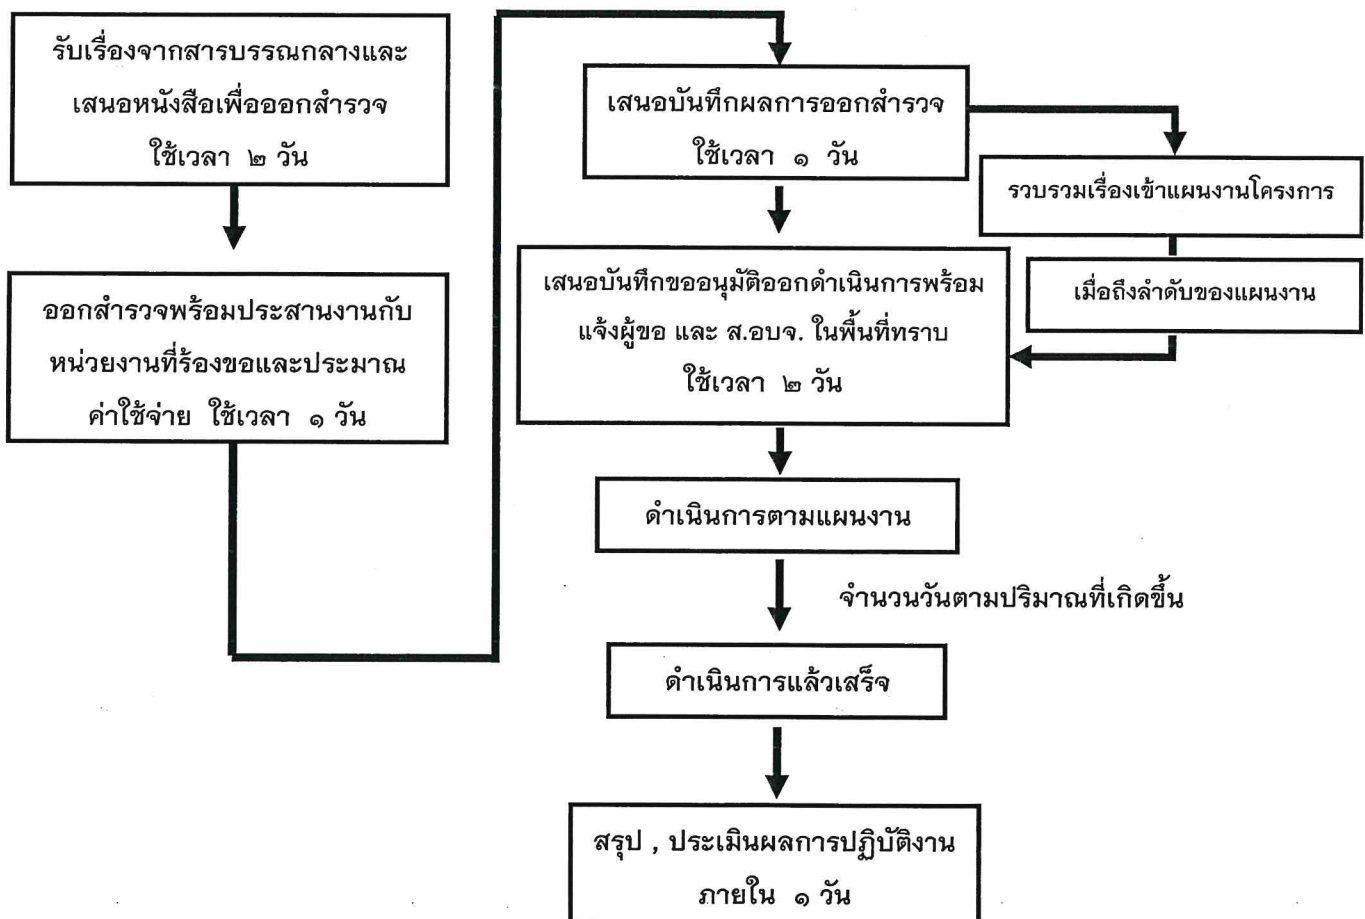 รับเรื่องจากสารบรรณกลางและ
เสนอหนังสือเพื่อออกสำรวจ
ใช้เวลา ๒ วัน
ออกสำรวจพร้อมประสานงานกับ
หน่วยงานที่ร้องขอและประมาณ
ค่าใช้จ่าย ใช้เวลา ๑ วัน
เสนอบันทึกผลการออกสำรวจ
ใช้เวลา ๑ วัน
รวบรวมเรื่องเข้าแผนงานโครงการ
เมื่อถึงลำดับของแผนงาน
เสนอบันทึกขออนุมัติออกดำเนินการพร้อม
แจ้งผู้ขอ และ ส.อบจ. ในพื้นที่ทราบ
ใช้เวลา ๒ วัน
ดำเนินการตามแผนงาน
จำนวนวันตามปริมาณที่เกิดขึ้น
ดำเนินการแล้วเสร็จ
สรุป , ประเมินผลการปฏิบัติงาน
ภายใน ๑ วัน